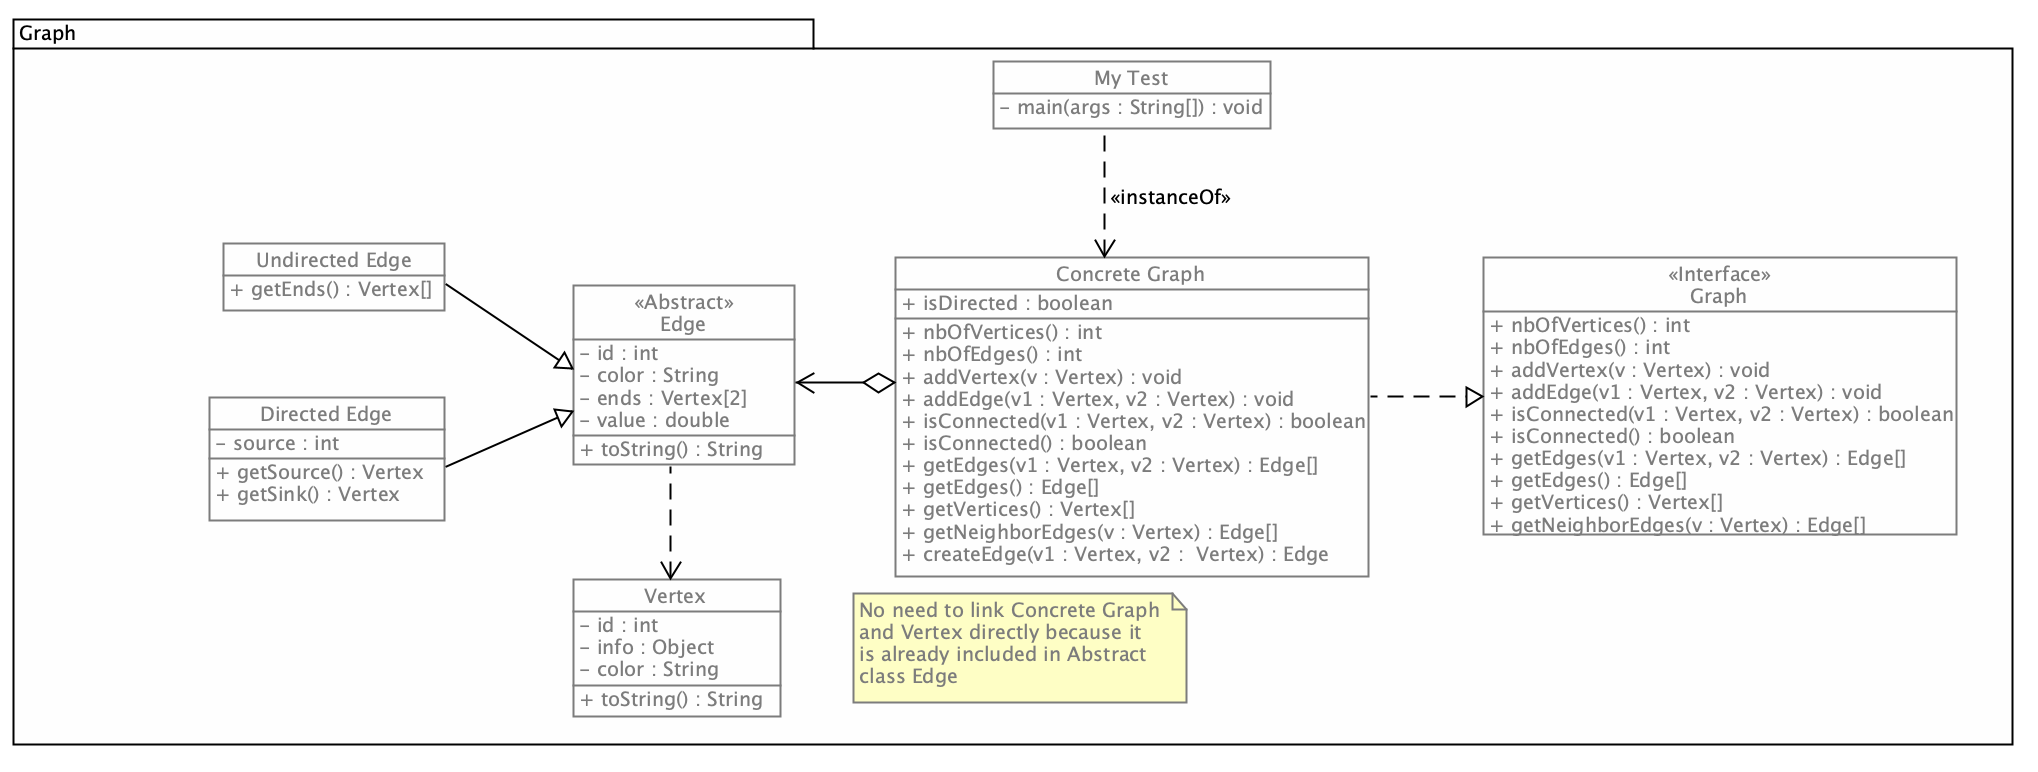 Graph
My Test
– main(args : String[]) : void
«instanceOf»
Undirected Edge
+ getEnds() : Vertex[]
Directed Edge
– source : int
+ getSource() : Vertex
+ getSink() : Vertex
«Abstract»
Edge
– id : int
– color : String
– ends : Vertex[2]
– value : double
+ toString() : String
Vertex
– id : int
– info : Object
– color : String
+ toString() : String
Concrete Graph
+ isDirected : boolean
+ nbOfVertices() : int
+ nbOfEdges() : int
+ addVertex(v : Vertex) : void
+ addEdge(v1 : Vertex, v2 : Vertex) : void
+ isConnected(v1 : Vertex, v2 : Vertex) : boolean
+ isConnected() : boolean
+ getEdges(v1 : Vertex, v2 : Vertex) : Edge[]
+ getEdges() : Edge[]
+ getVertices() : Vertex[]
+ getNeighborEdges(v : Vertex) : Edge[]
+ createEdge(v1 : Vertex, v2 :  Vertex) : Edge
No need to link Concrete Graph
and Vertex directly because it
is already included in Abstract
class Edge
«Interface»
Graph
+ nbOfVertices() : int
+ nbOfEdges() : int
+ addVertex(v : Vertex) : void
+ addEdge(v1 : Vertex, v2 : Vertex) : void
+ isConnected(v1 : Vertex, v2 : Vertex) : boolean
+ isConnected() : boolean
+ getEdges(v1 : Vertex, v2 : Vertex) : Edge[]
+ getEdges() : Edge[]
+ getVertices() : Vertex[]
+ getNeighborEdges(v : Vertex) : Edge[]